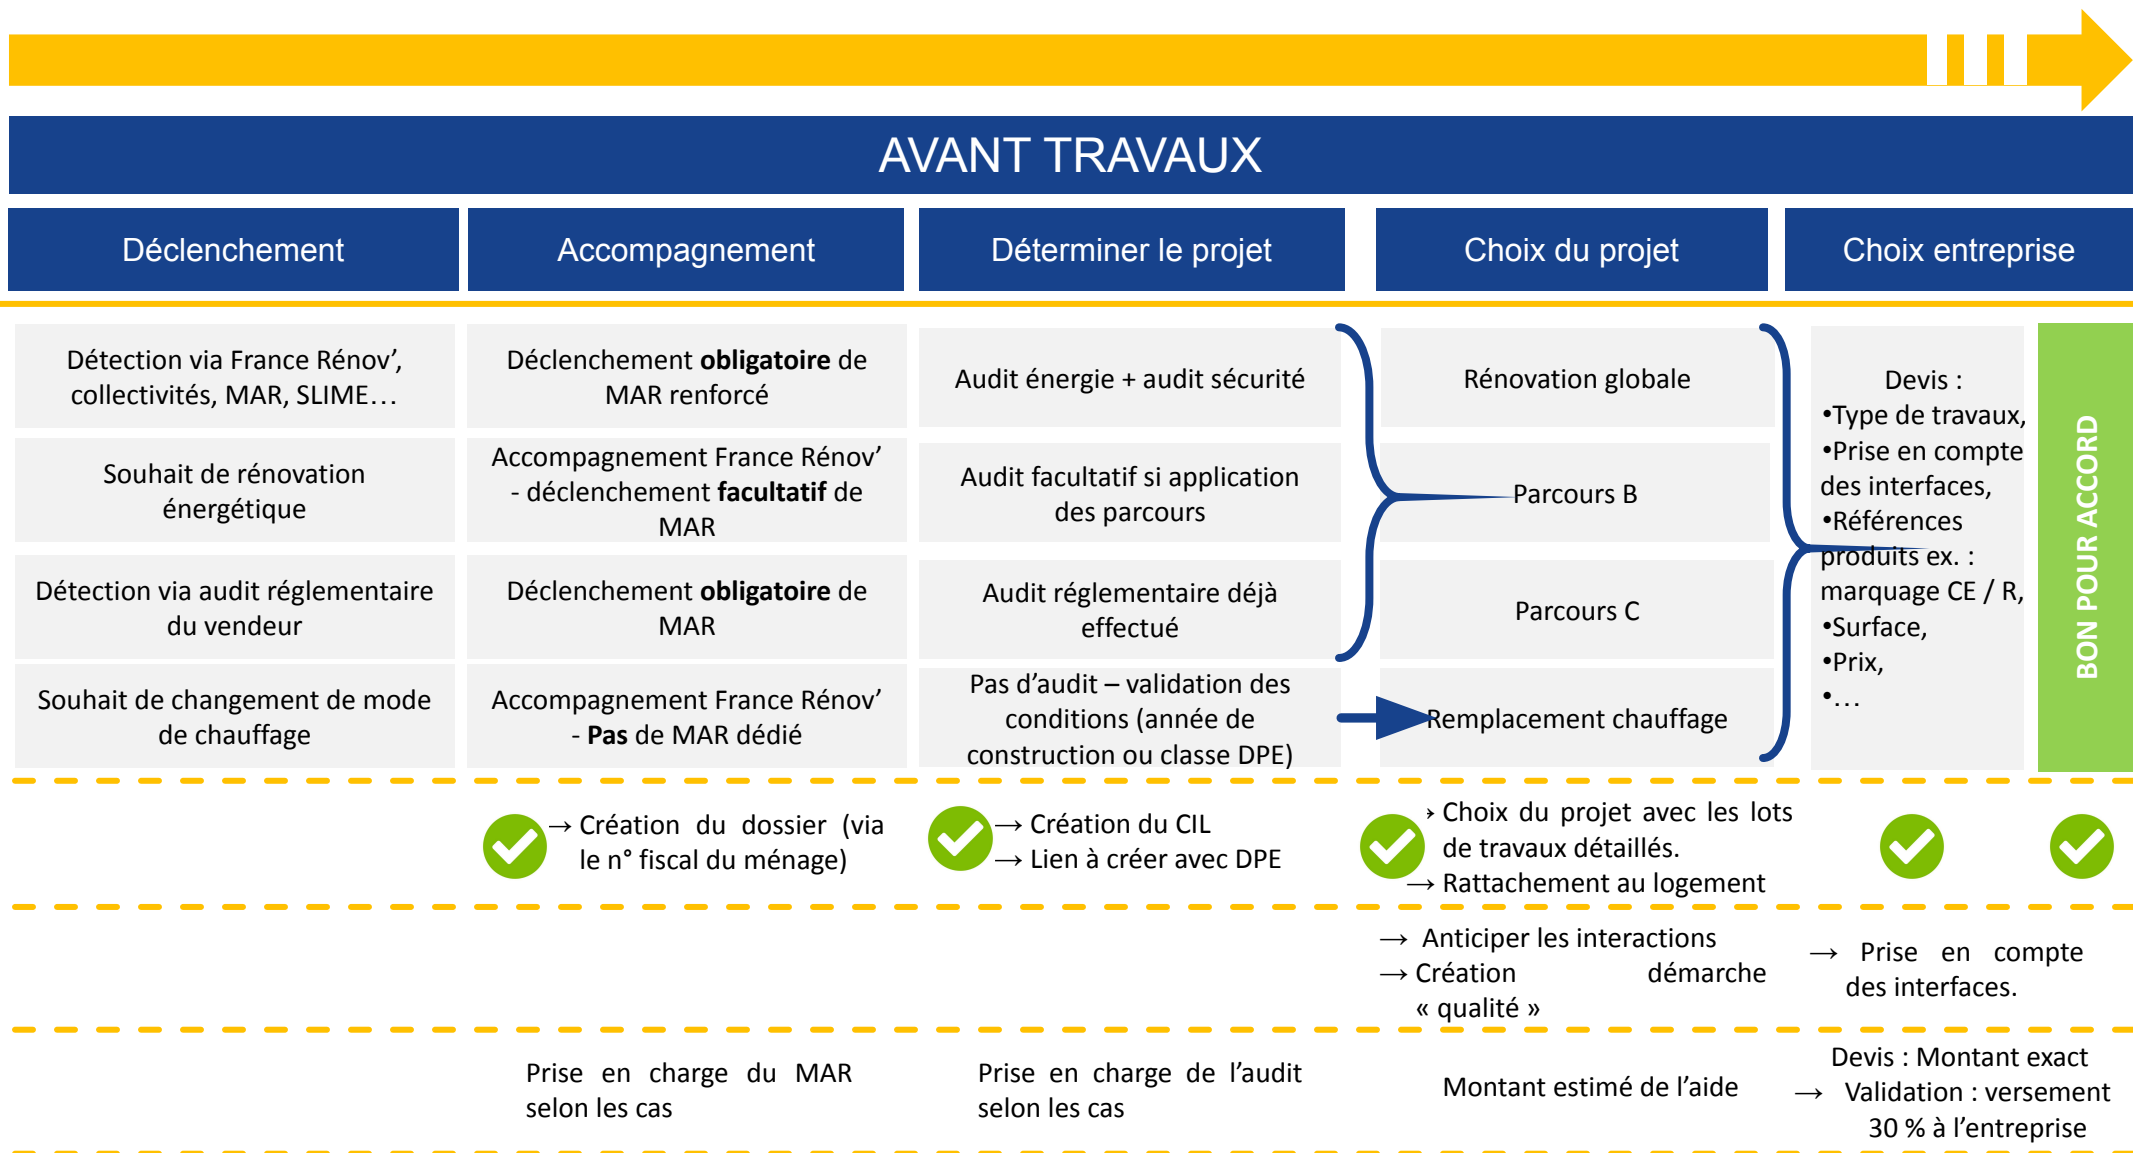 AVANT TRAVAUX
Déclenchement
Accompagnement
Déterminer le projet
Choix du projet
Choix entreprise
Détection via France Rénov’,
collectivités, MAR, SLIME…
Déclenchement obligatoire de
MAR renforcé
Audit énergie + audit sécurité
Rénovation globale
Souhait de rénovation
énergétique
Accompagnement France Rénov’
- déclenchement facultatif de
MAR
Audit facultatif si application
des parcours
Parcours B
Détection via audit réglementaire
du vendeur
Déclenchement obligatoire de
MAR
Audit réglementaire déjà
effectué
Parcours C
Souhait de changement de mode
de chauffage
Accompagnement France Rénov’
- Pas de MAR dédié
Pas d’audit – validation des
conditions (année de
construction ou classe DPE)
Remplacement chauffage
Devis :
•Type de travaux,
•Prise en compte
des interfaces,
•Références
produits ex. :
marquage CE / R,
•Surface,
•Prix,
•…
BON POUR ACCORD
→ Création du dossier (via
le n° fiscal du ménage)
→ Création du CIL
→ Lien à créer avec DPE
→ Choix du projet avec les lots
de travaux détaillés.
→ Rattachement au logement
→ Anticiper les interactions
→ Création démarche
« qualité »
→ Prise en compte
des interfaces.
Prise en charge du MAR
selon les cas
Prise en charge de l’audit
selon les cas
Montant estimé de l’aide
Devis : Montant exact
→ Validation : versement
30 % à l’entreprise